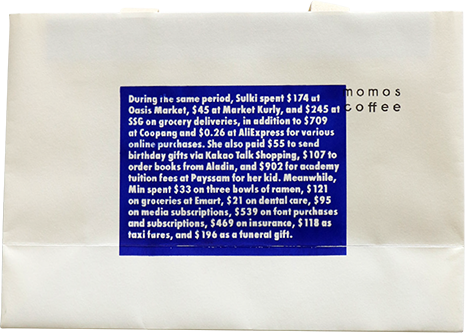 momos
coffee
During the same period, Sulki spent $174 at
Oasis Market, $45 at Market Kurly, and $245 at
SSG on grocery deliveries, in addition to $709
at Coopang and $0.26 at AliExpress for various
online purchases. She also paid $55 to send
birthday gifts via Kakao Talk Shopping, $107 to
order books from Aladin, and $902 for academy
tuition fees at Payssam for her kid. Meanwhile,
Min spent $33 on three bowls of ramen, $121
on groceries at Emart, $21 on dental care, $95
on media subscriptions, $539 on font purchases
and subscriptions, $469 on insurance, $118 as
taxi fares, and $196 as a funeral gift.